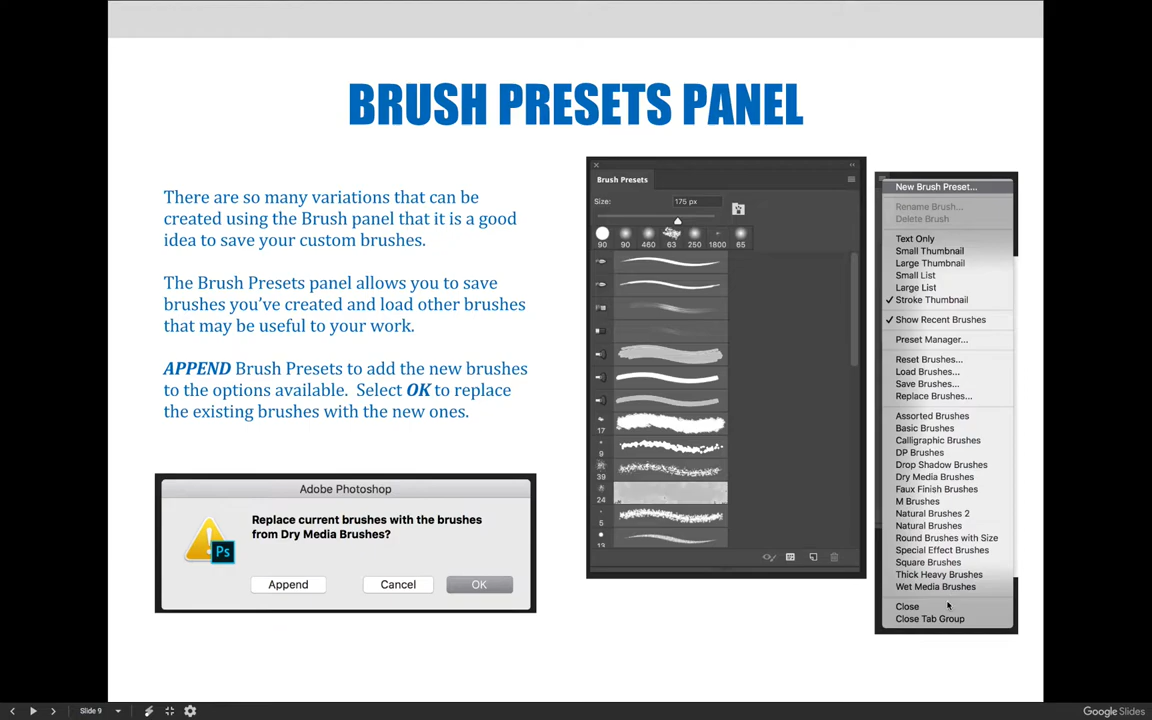 BRUSH PRESETS PANEL
There are so many variations that can be
created using the Brush panel that it is a good
idea to save your custom brushes.
The Brush Presets panel allows you to save
brushes you've created and load other brushes
that may be useful to your work.
APPEND Brush Presets to add the new brushes
to the options available. Select OK to replace
the existing brushes with the new ones.
Adobe Photoshop
Replace current brushes with the brushes
from Dry Media Brushes?
Ps
Append Cancel OK
Brush Presets
Size: 175 px
90 90 460 63 250 1800 65
17
9
39
24
5
13
New Brush Preset...
Rename Brush...
Delete Brush
Text Only
Small Thumbnail
Large Thumbnail
Small List
Large List
✓ Stroke Thumbnail
✓ Show Recent Brushes
Preset Manager...
Reset Brushes...
Load Brushes...
Save Brushes...
Replace Brushes...
Assorted Brushes
Basic Brushes
Calligraphic Brushes
DP Brushes
Drop Shadow Brushes
Dry Media Brushes
Faux Finish Brushes
M Brushes
Natural Brushes 2
Natural Brushes
Round Brushes with Size
Special Effect Brushes
Square Brushes
Thick Heavy Brushes
Wet Media Brushes
Close
Close Tab Group
Slide 9
Google Slides